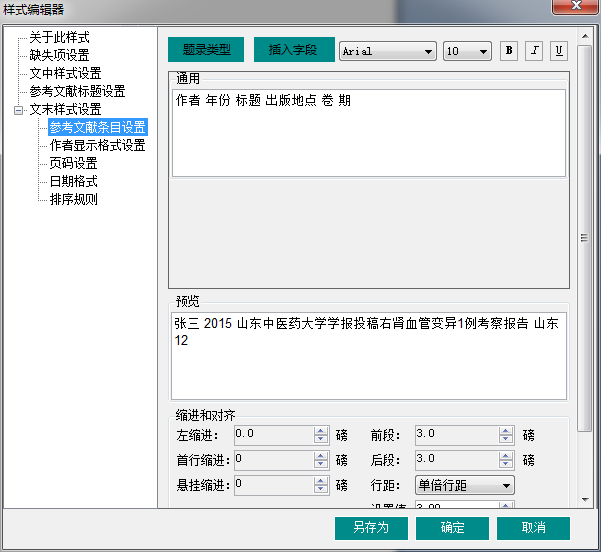 样式编辑器
关于此样式
缺失项设置
文中样式设置
参考文献标题设置
文末样式设置
参考文献条目设置
作者显示格式设置
页码设置
日期格式
排序规则
题录类型 插入字段 Arial 10 B I U
通用
作者 年份 标题 出版地点 卷 期
预览
张三 2015 山东中医药大学学报投稿右肾血管变异1例考察报告 山东
12
缩进和对齐
左缩进： 0.0 磅 前段： 3.0 磅
首行缩进： 0 磅 后段： 3.0 磅
悬挂缩进： 0 磅 行距： 单倍行距
另存为 确定 取消